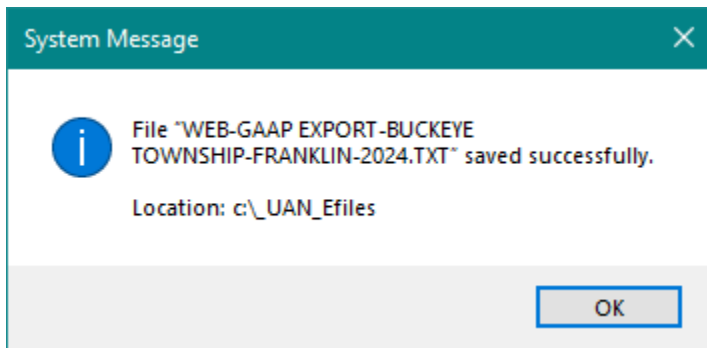 System Message
File "WEB-GAAP EXPORT-BUCKEYE
TOWNSHIP-FRANKLIN-2024.TXT" saved successfully.
Location: c:\_UAN_Efiles
OK